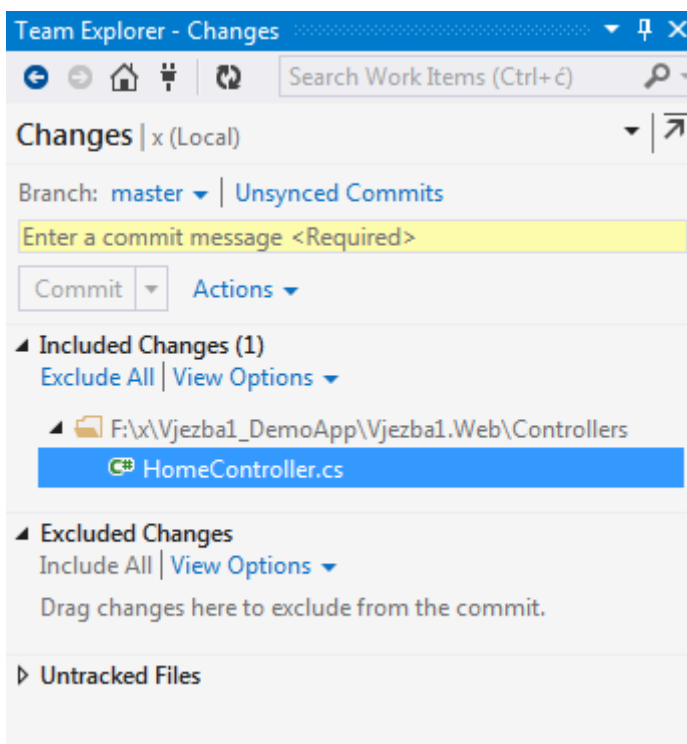 Team Explorer - Changes
Search Work Items (Ctrl+ć)
Changes | x (Local)
Branch: master | Unsynced Commits
Enter a commit message <Required>
Commit Actions
Included Changes (1)
Exclude All | View Options
F:\x\Vjezba1_DemoApp\Vjezba1.Web\Controllers
C# HomeController.cs
Excluded Changes
Include All | View Options
Drag changes here to exclude from the commit.
Untracked Files